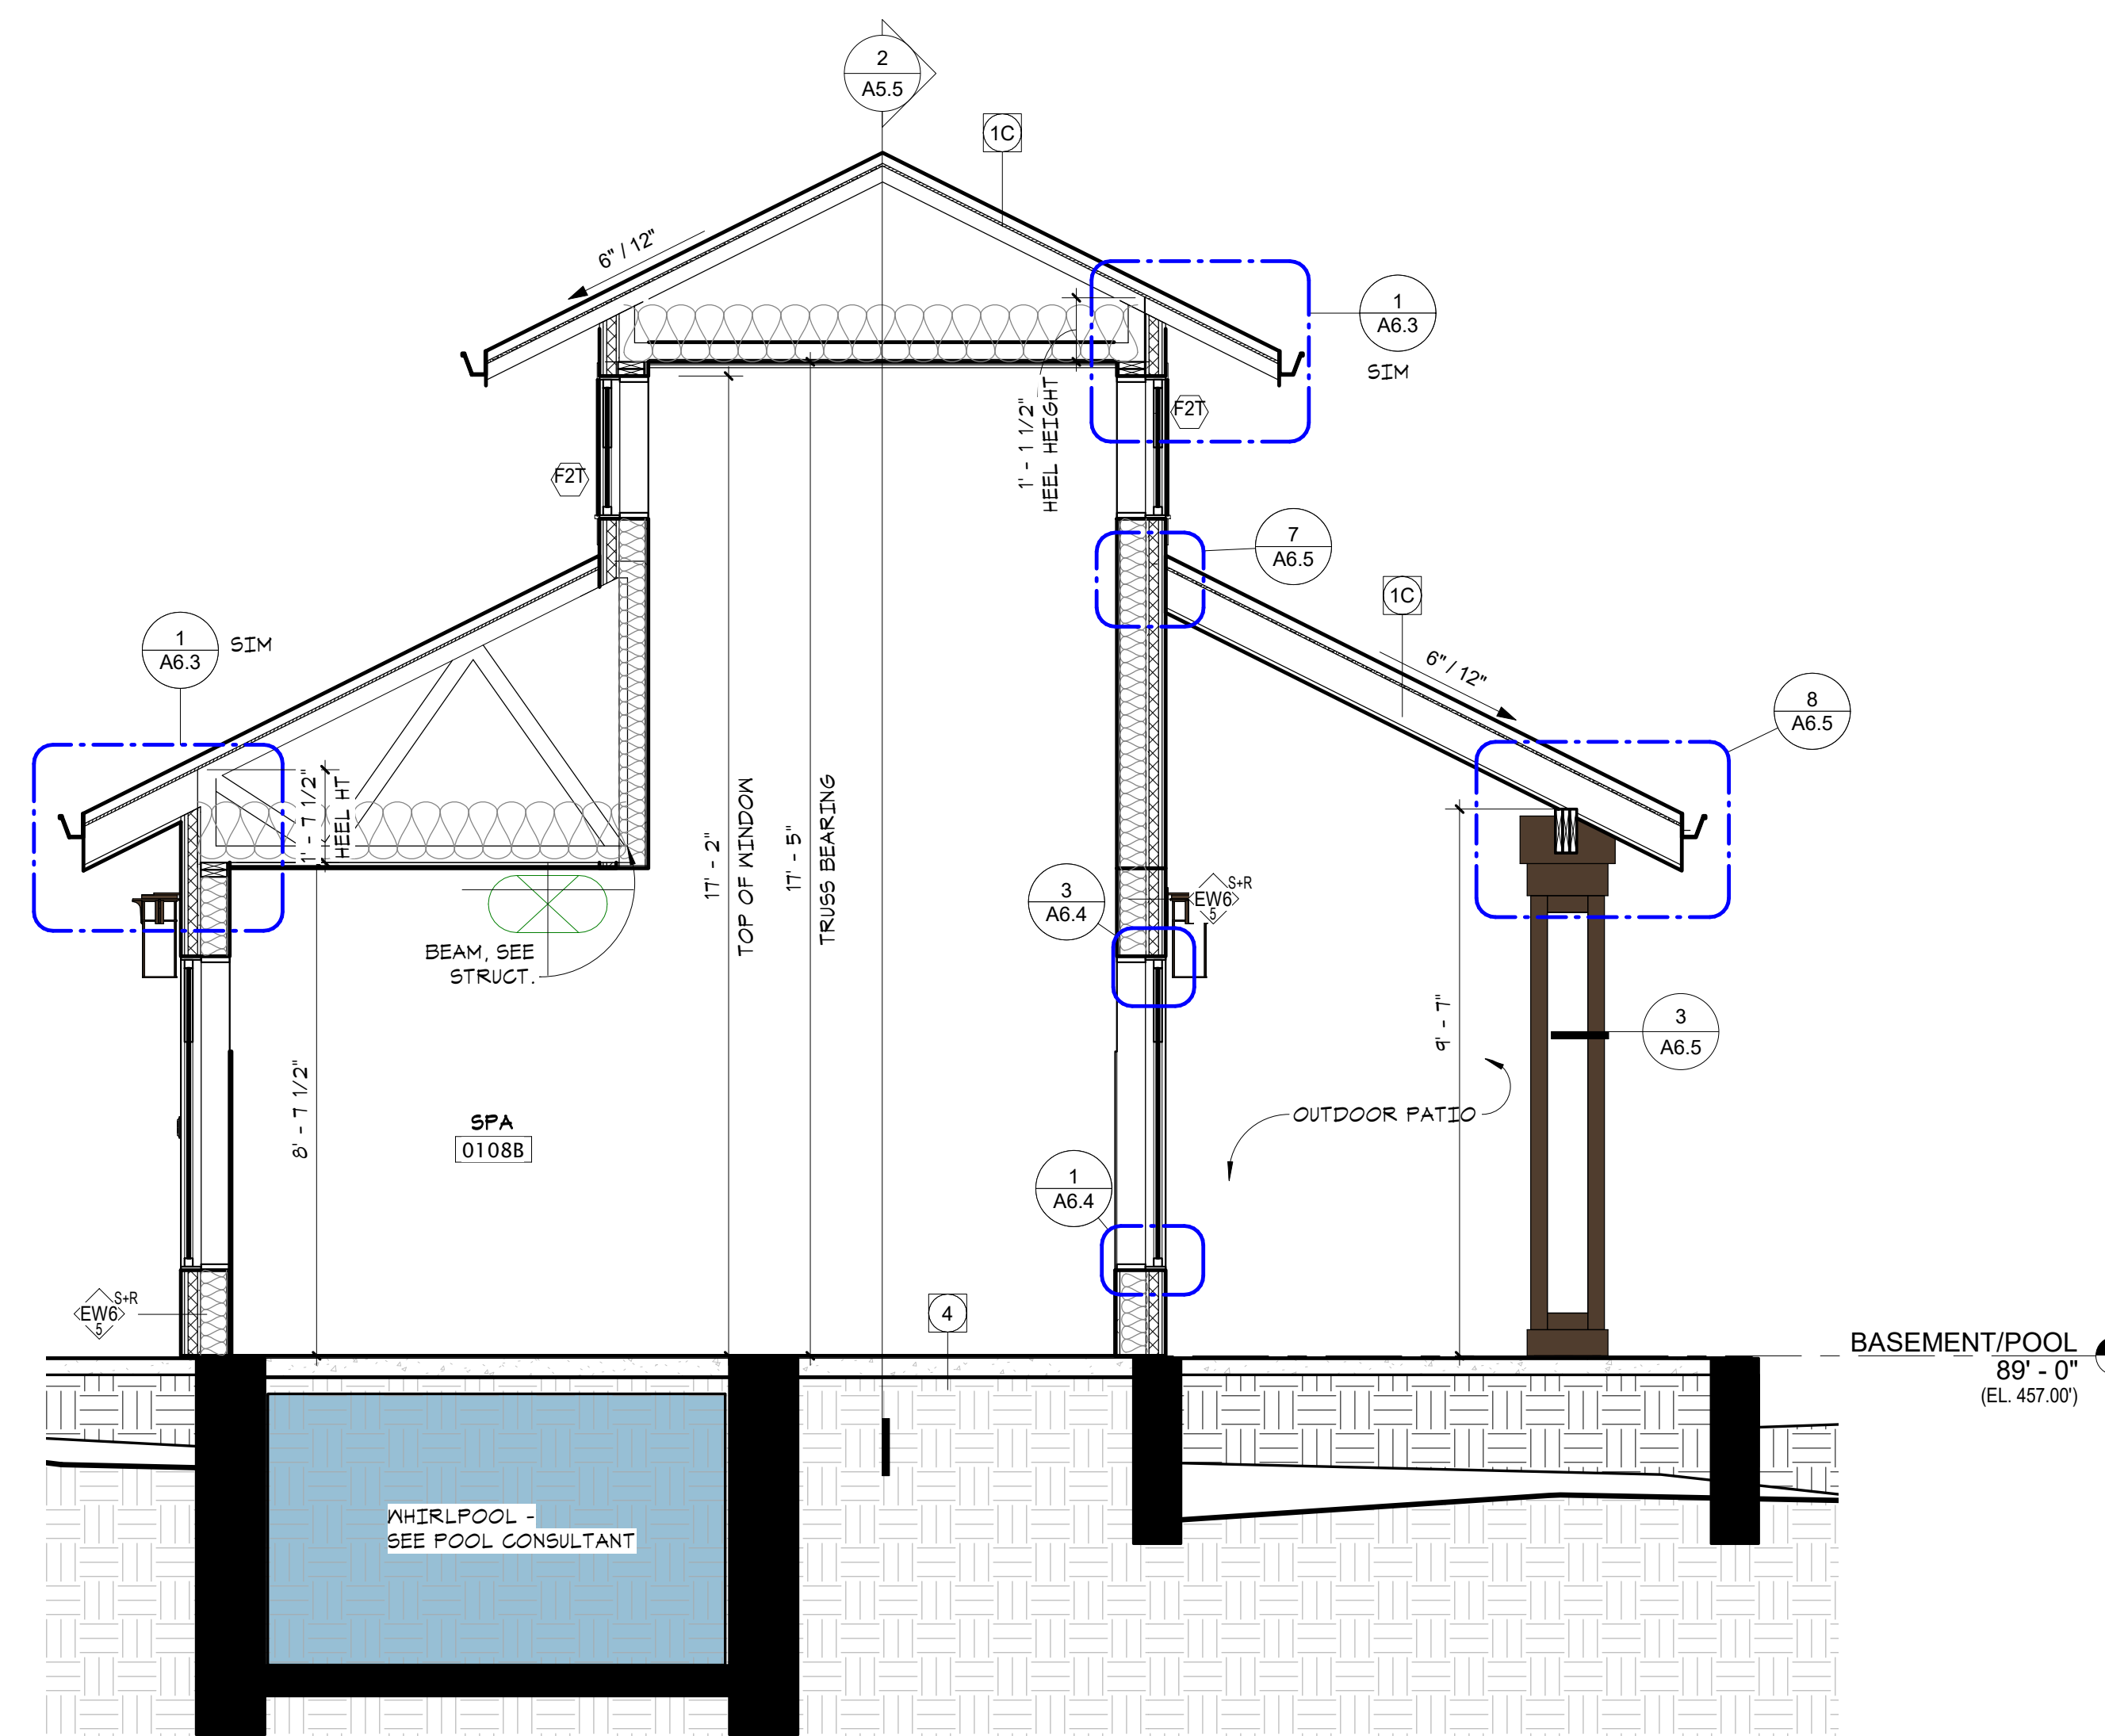 2
A5.5
1C
6" / 12"
1
A6.3
SIM
1' - 1 1/2"
HEEL HEIGHT
F2T
F2T
7
A6.5
1C
6" / 12"
1
A6.3
SIM
8
A6.5
1' - 7 1/2"
HEEL HT
17' - 2"
TOP OF WINDOW
17' - 5"
TRUSS BEARING
3
A6.4
S+R
EW6
5
BEAM, SEE
STRUCT.
9' - 7"
3
A6.5
8' - 7 1/2"
SPA
0108B
OUTDOOR PATIO
1
A6.4
S+R
EW6
5
4
BASEMENT/POOL
89' - 0"
(EL. 457.00')
WHIRLPOOL -
SEE POOL CONSULTANT